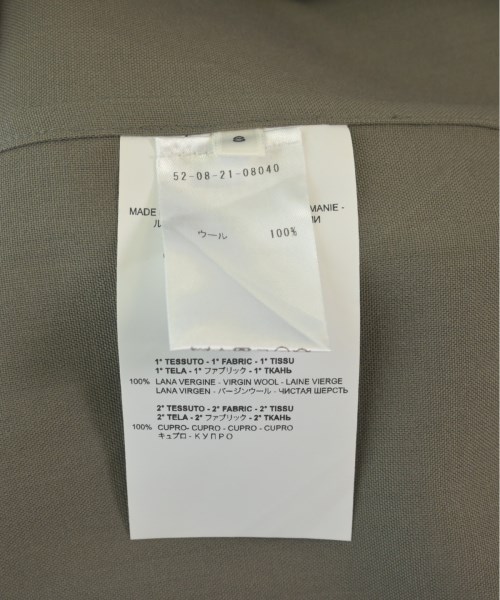 52-08-21-08040
ウール 100%
MADE
MANIE -
1° TESSUTO - 1° FABRIC - 1° TISSU
1° TELA - 1° ファブリック - 1° ТКАНЬ
100% LANA VERGINE - VIRGIN WOOL - LAINE VIERGE
LANA VIRGEN - バージンウール - ЧИСТАЯ ШЕРСТЬ
2° TESSUTO - 2° FABRIC - 2° TISSU
2° TELA - 2° ファブリック - 2° ТКАНЬ
100% CUPRO- CUPRO - CUPRO - CUPRO
キュプロ - КУПРО